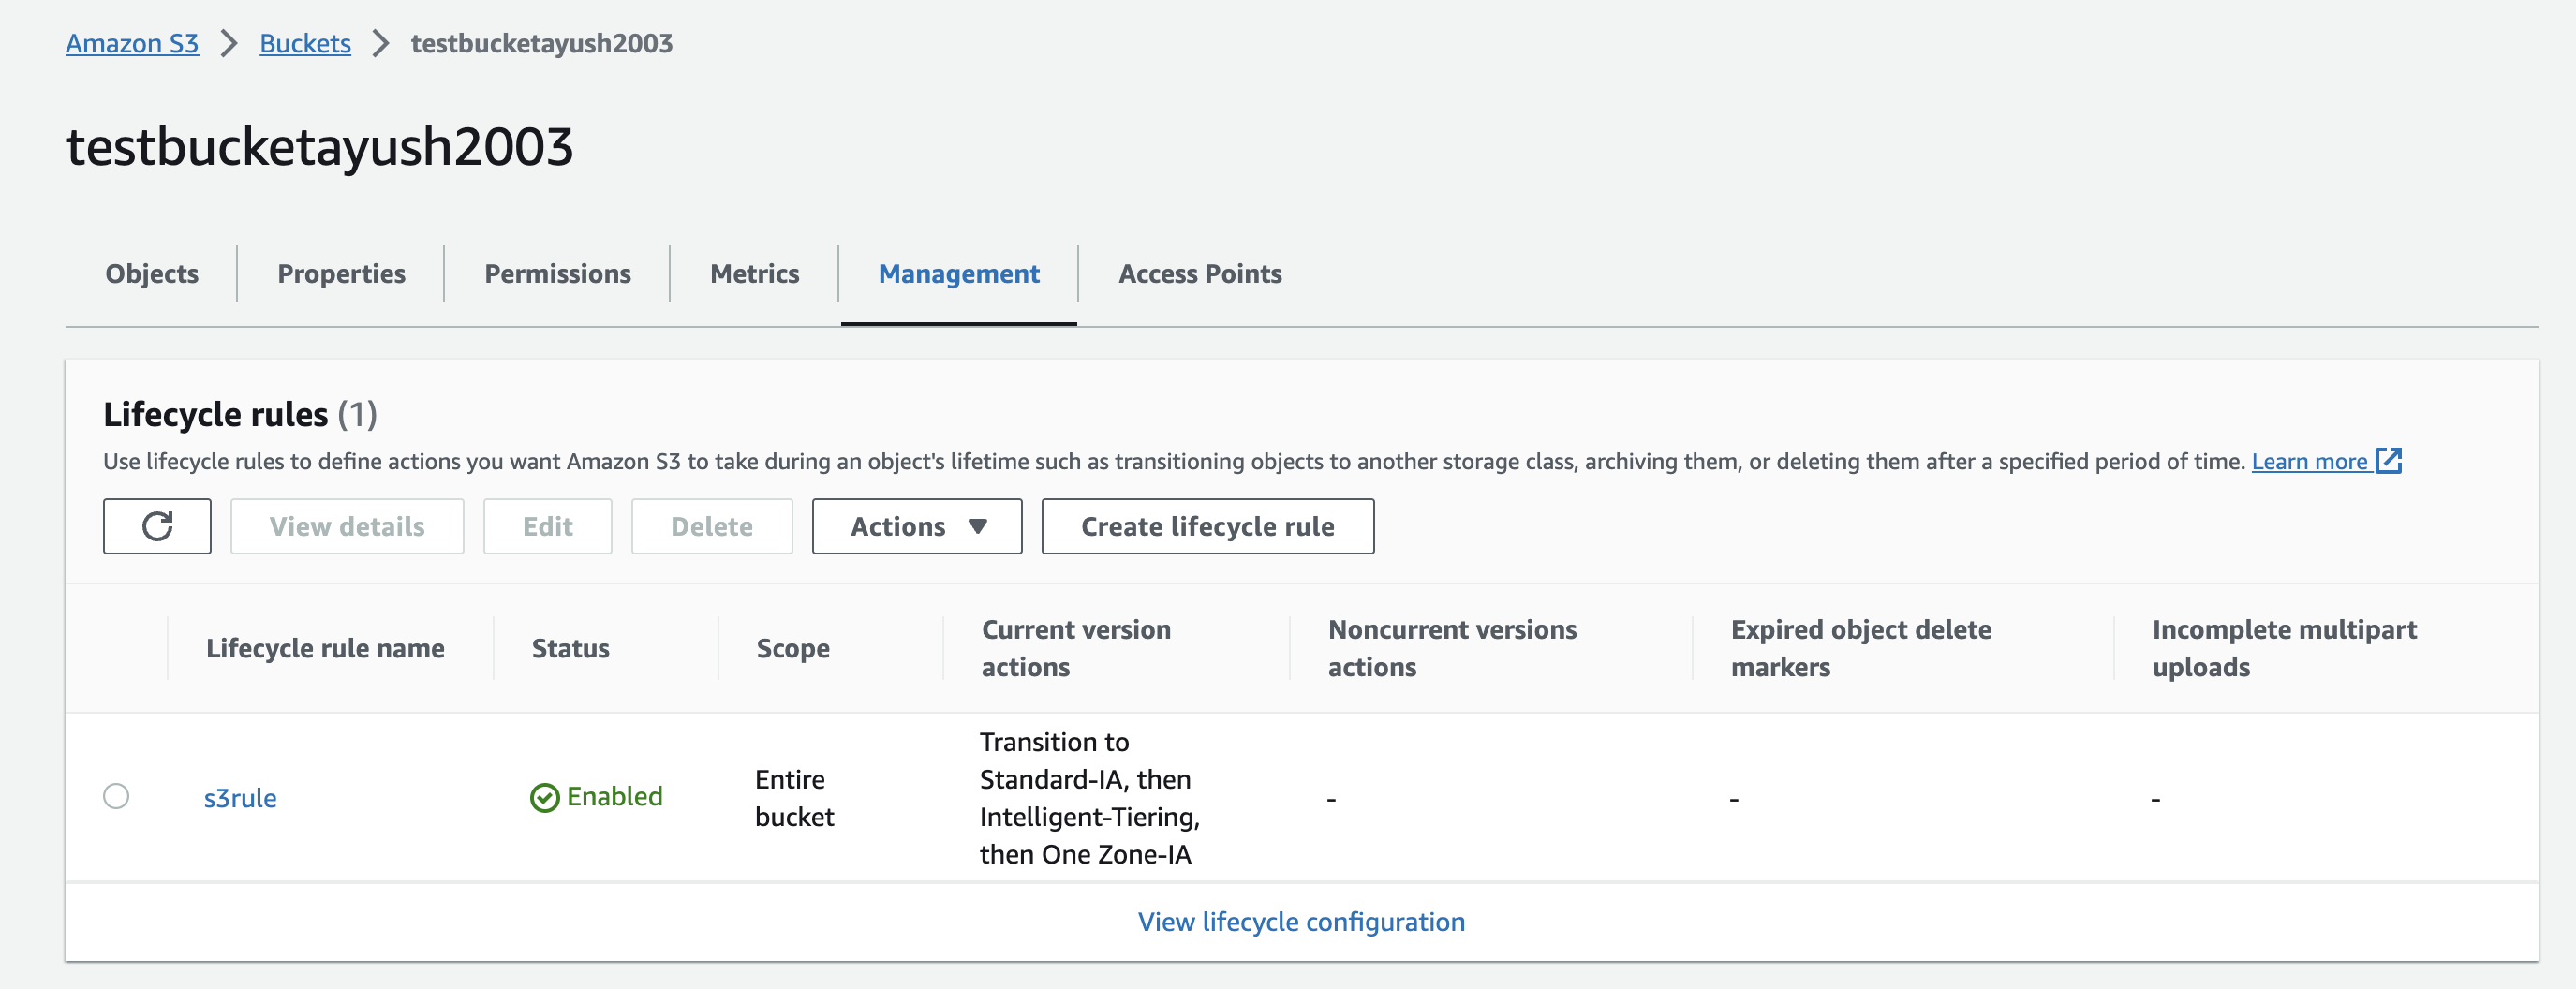 Amazon S3 > Buckets > testbucketayush2003
testbucketayush2003
Objects Properties Permissions Metrics Management Access Points
Lifecycle rules (1)
Use lifecycle rules to define actions you want Amazon S3 to take during an object's lifetime such as transitioning objects to another storage class, archiving them, or deleting them after a specified period of time. Learn more
View details Edit Delete Actions Create lifecycle rule
Lifecycle rule name
Status
Scope
Current version
actions
Noncurrent versions
actions
Expired object delete
markers
Incomplete multipart
uploads
s3rule
Enabled
Entire
bucket
Transition to
Standard-IA, then
Intelligent-Tiering,
then One Zone-IA
-
-
-
View lifecycle configuration